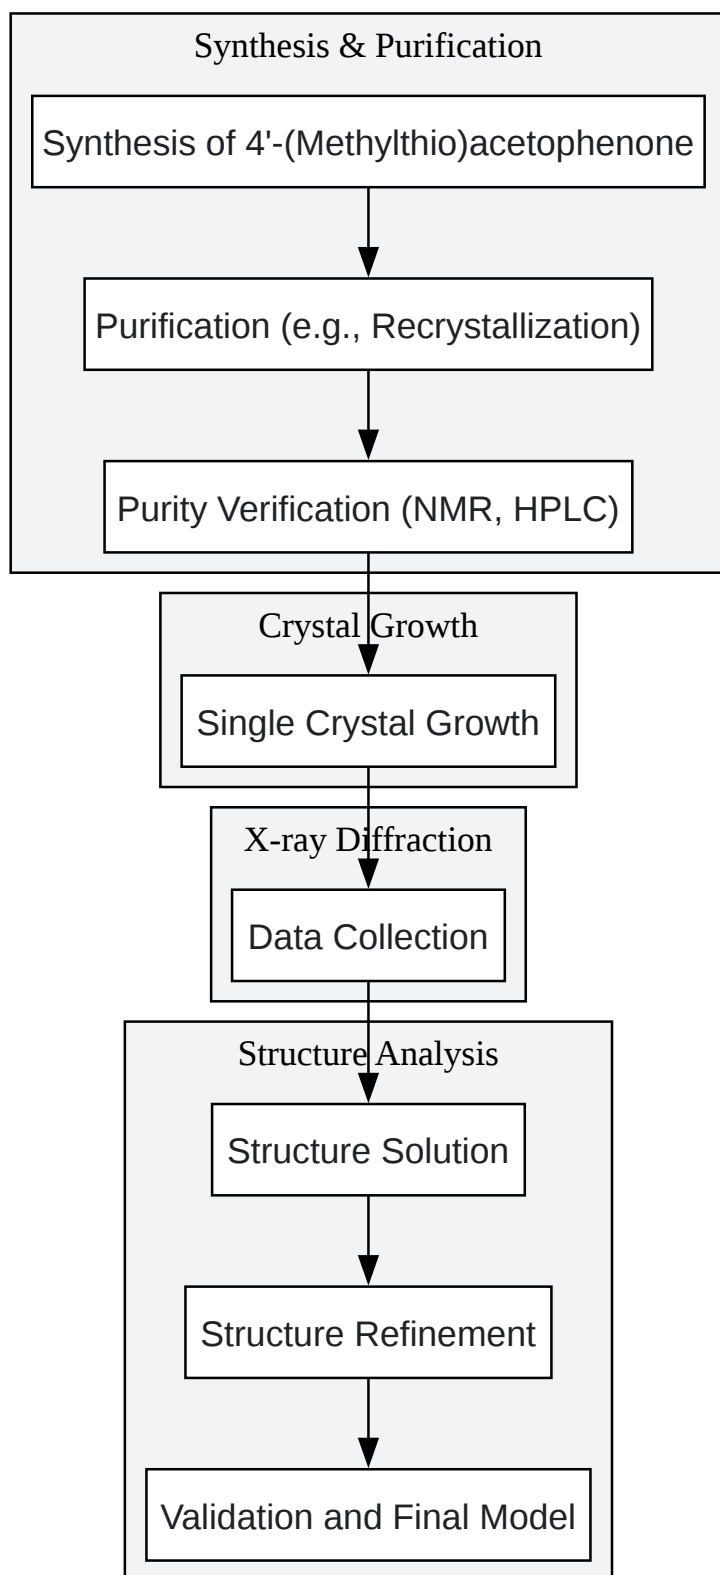 Synthesis & Purification
Synthesis of 4'-(Methylthio)acetophenone
Purification (e.g., Recrystallization)
Purity Verification (NMR, HPLC)
Crystal Growth
Single Crystal Growth
X-ray Diffraction
Data Collection
Structure Analysis
Structure Solution
Structure Refinement
Validation and Final Model